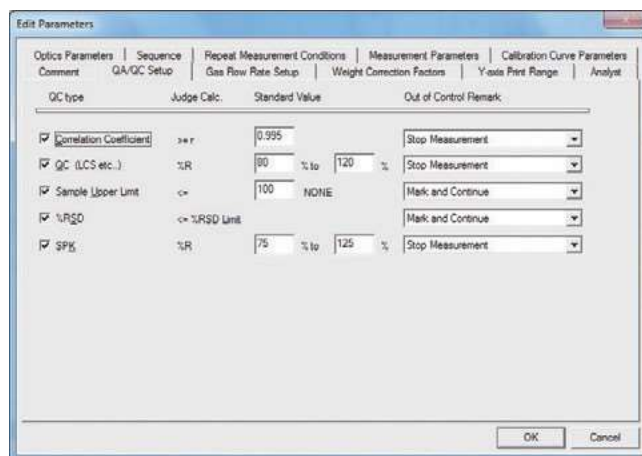 Edit Parameters
Optics Parameters | Sequence | Repeat Measurement Conditions | Measurement Parameters | Calibration Curve Parameters
Comment | QA/QC Setup | Gas Flow Rate Setup | Weight Correction Factors | Y-axis Print Range | Analyst
QC type Judge Calc. Standard Value Out of Control Remark
Correlation Coefficient >=r 0.995 Stop Measurement
QC (LCS etc..) %R 80 % to 120 % Stop Measurement
Sample Upper Limit <= 100 NONE Mark and Continue
%RSD <= %RSD Limit Mark and Continue
SPK %R 75 % to 125 % Stop Measurement
OK Cancel